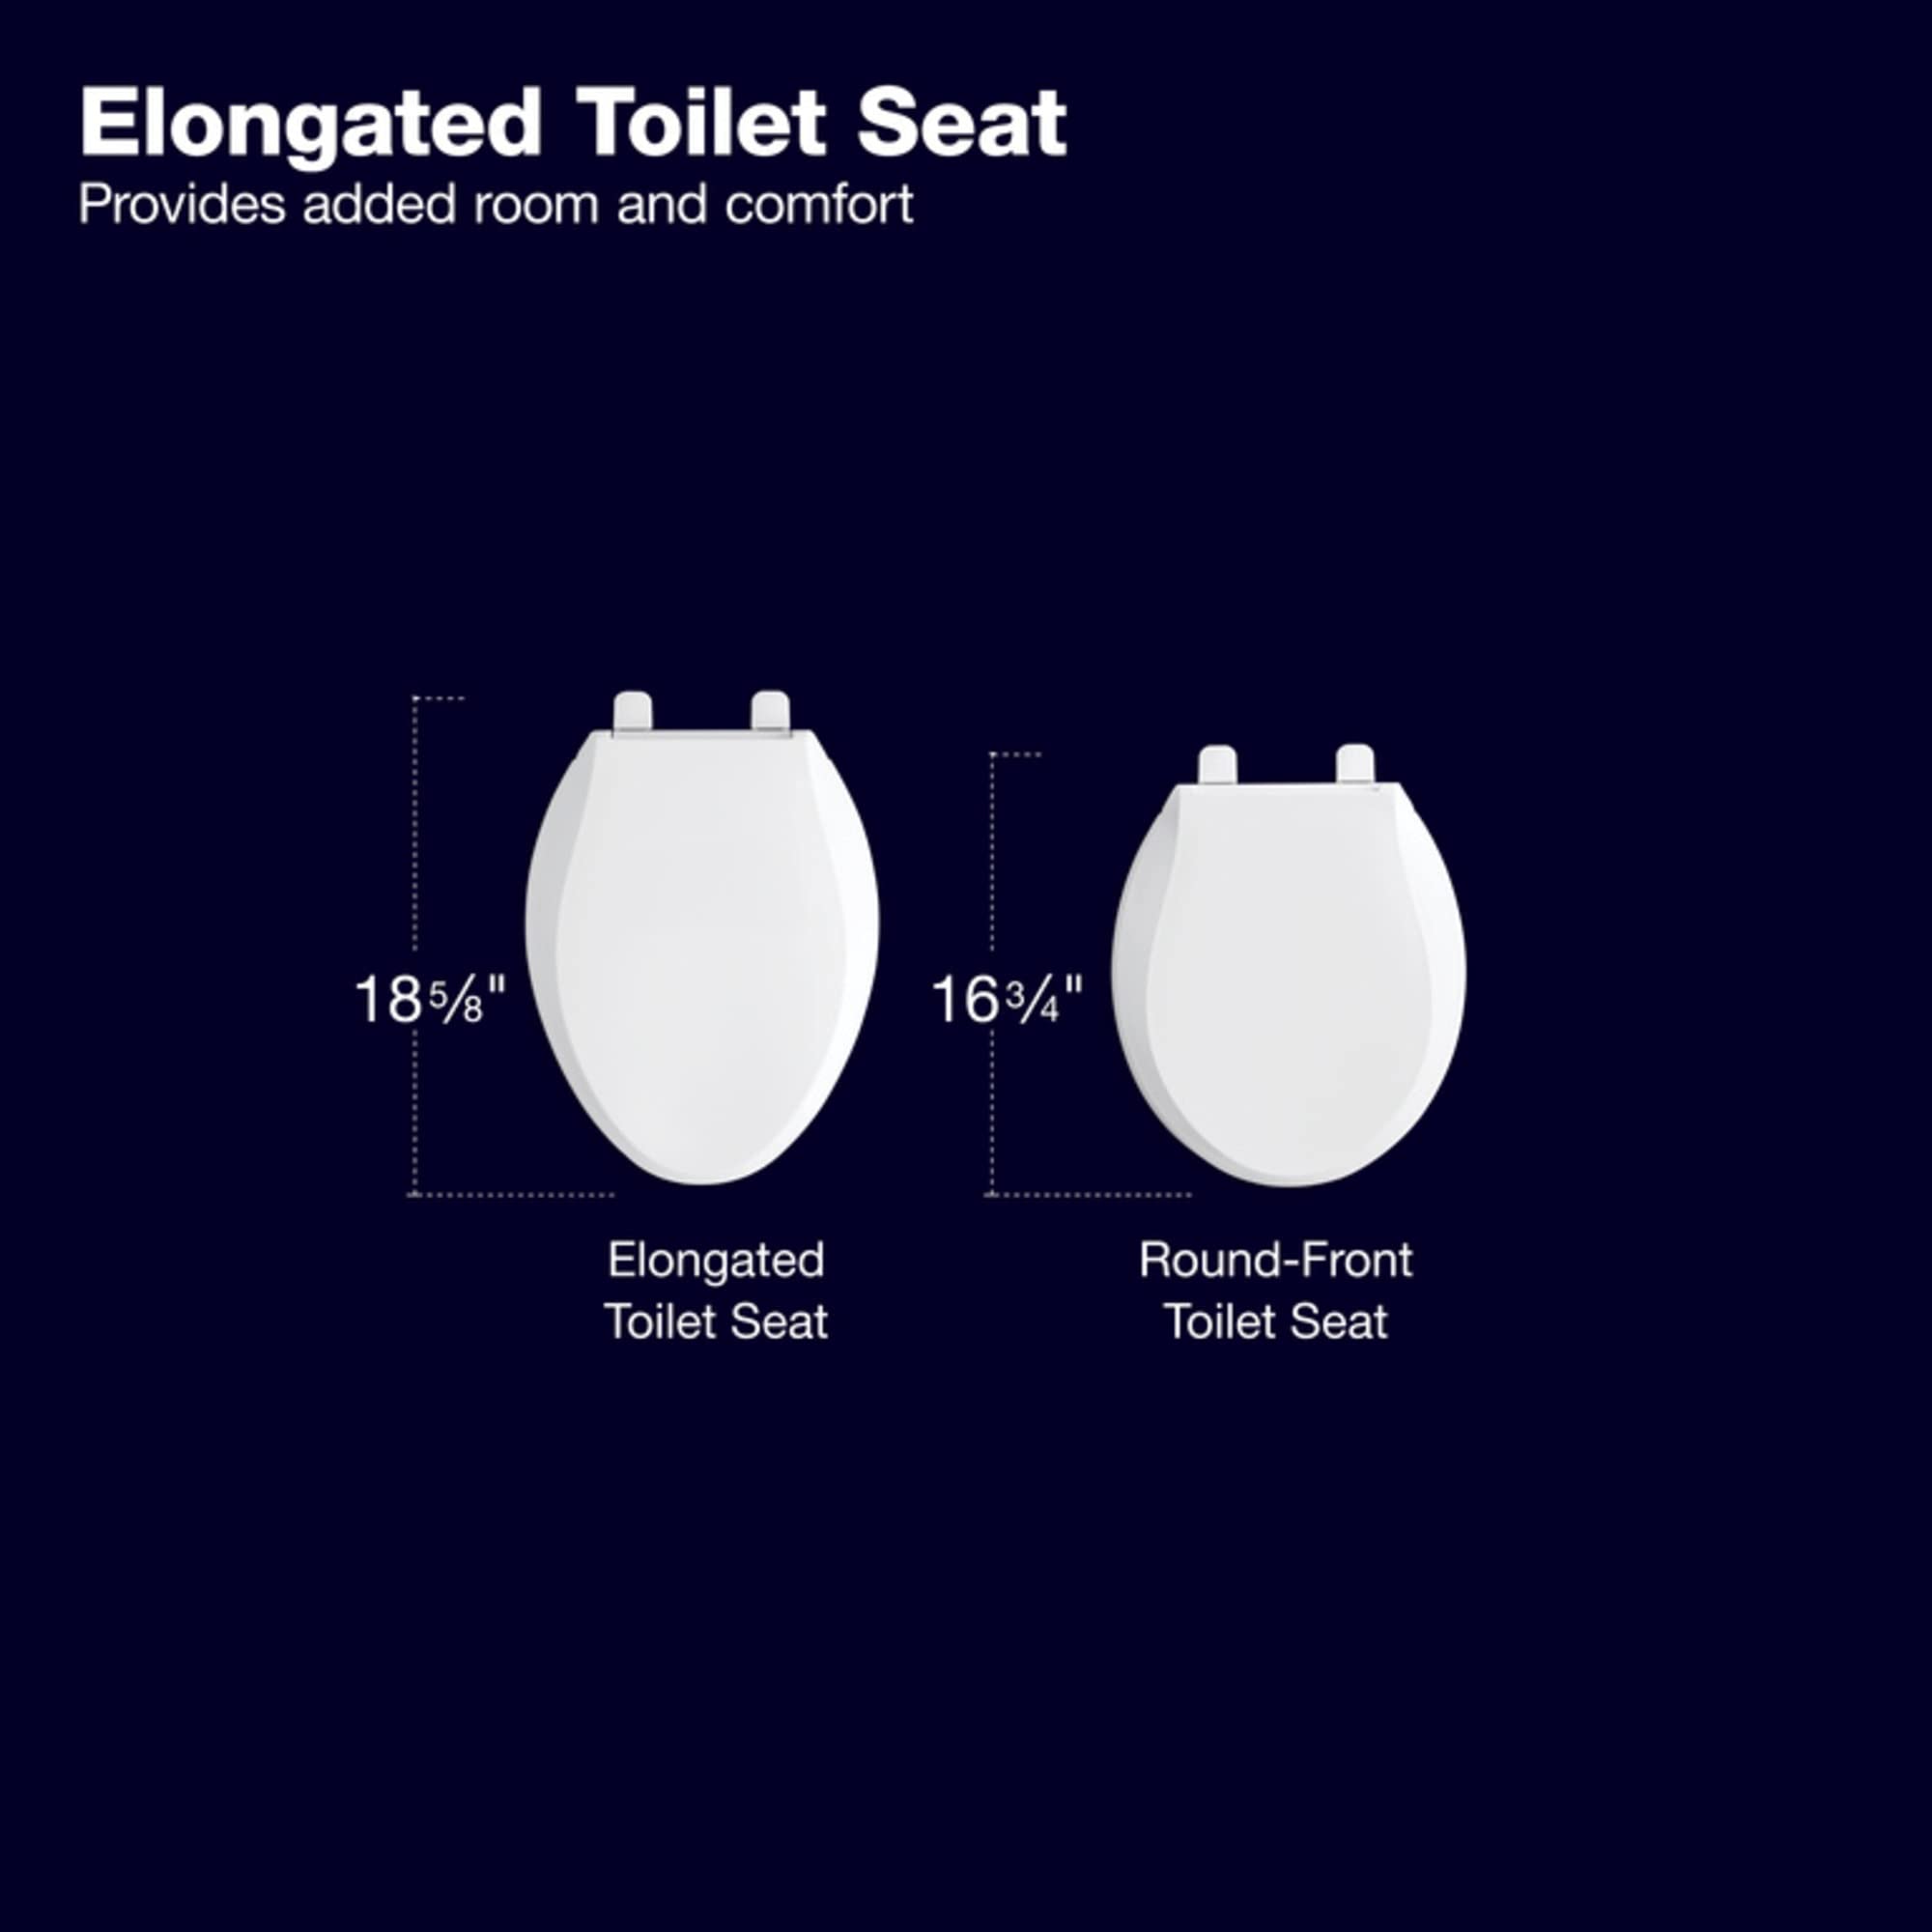 Elongated Toilet Seat
Provides added room and comfort
18⅝"
16¾"
Elongated
Toilet Seat
Round-Front
Toilet Seat